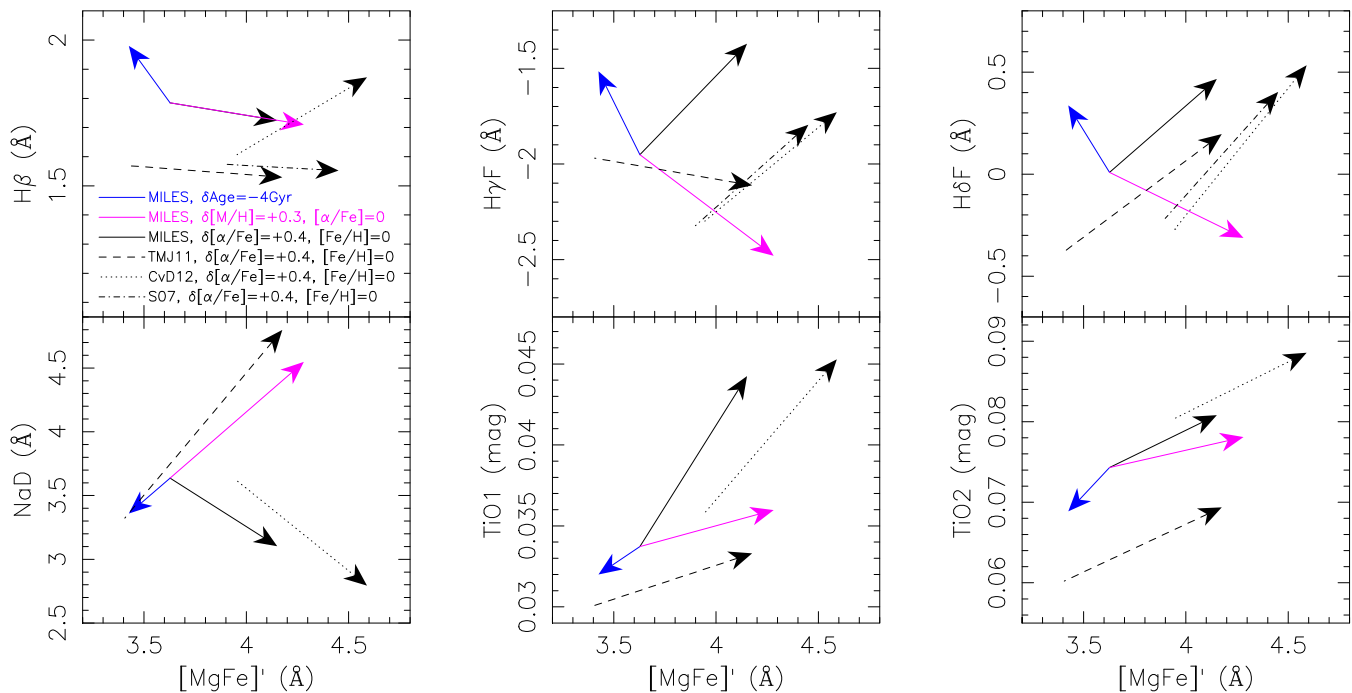 2
1.5
Hβ (Å)
MILES, δAge=−4Gyr
MILES, δ[M/H]=+0.3, [α/Fe]=0
MILES, δ[α/Fe]=+0.4, [Fe/H]=0
TMJ11, δ[α/Fe]=+0.4, [Fe/H]=0
CvD12, δ[α/Fe]=+0.4, [Fe/H]=0
S07, δ[α/Fe]=+0.4, [Fe/H]=0
−1.5
−2
−2.5
HγF (Å)
0.5
0
−0.5
HδF (Å)
4.5
4
3.5
3
2.5
NaD (Å)
3.5 4 4.5
[MgFe]' (Å)
0.045
0.04
0.035
0.03
TiO1 (mag)
3.5 4 4.5
[MgFe]' (Å)
0.09
0.08
0.07
0.06
TiO2 (mag)
3.5 4 4.5
[MgFe]' (Å)